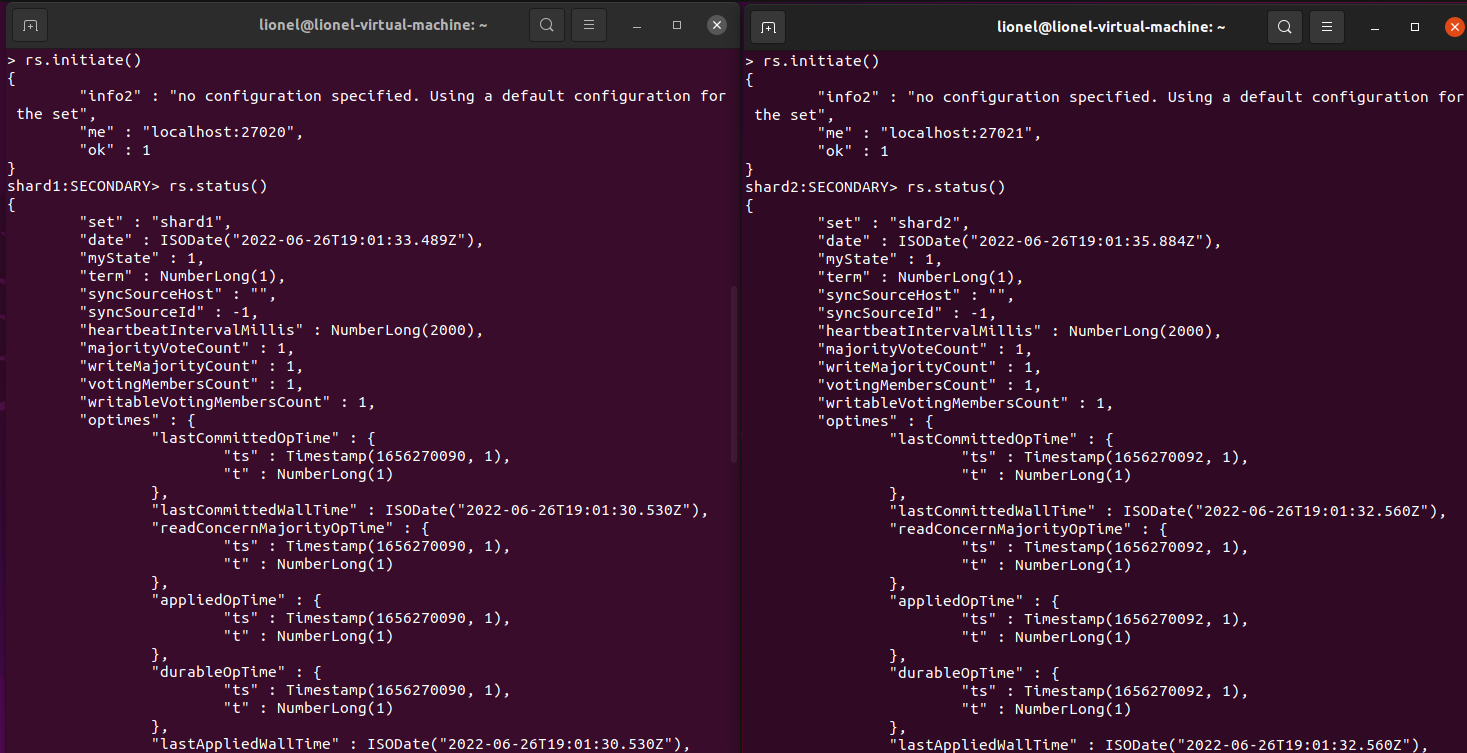 lionel@lionel-virtual-machine: ~
> rs.initiate()
{
"info2" : "no configuration specified. Using a default configuration for
the set",
"me" : "localhost:27020",
"ok" : 1
}
shard1:SECONDARY> rs.status()
{
"set" : "shard1",
"date" : ISODate("2022-06-26T19:01:33.489Z"),
"myState" : 1,
"term" : NumberLong(1),
"syncSourceHost" : "",
"syncSourceId" : -1,
"heartbeatIntervalMillis" : NumberLong(2000),
"majorityVoteCount" : 1,
"writeMajorityCount" : 1,
"votingMembersCount" : 1,
"writableVotingMembersCount" : 1,
"optimes" : {
"lastCommittedOpTime" : {
"ts" : Timestamp(1656270090, 1),
"t" : NumberLong(1)
},
"lastCommittedWallTime" : ISODate("2022-06-26T19:01:30.530Z"),
"readConcernMajorityOpTime" : {
"ts" : Timestamp(1656270090, 1),
"t" : NumberLong(1)
},
"appliedOpTime" : {
"ts" : Timestamp(1656270090, 1),
"t" : NumberLong(1)
},
"durableOpTime" : {
"ts" : Timestamp(1656270090, 1),
"t" : NumberLong(1)
},
"lastAppliedWallTime" : ISODate("2022-06-26T19:01:30.530Z"),
lionel@lionel-virtual-machine: ~
> rs.initiate()
{
"info2" : "no configuration specified. Using a default configuration for
the set",
"me" : "localhost:27021",
"ok" : 1
}
shard2:SECONDARY> rs.status()
{
"set" : "shard2",
"date" : ISODate("2022-06-26T19:01:35.884Z"),
"myState" : 1,
"term" : NumberLong(1),
"syncSourceHost" : "",
"syncSourceId" : -1,
"heartbeatIntervalMillis" : NumberLong(2000),
"majorityVoteCount" : 1,
"writeMajorityCount" : 1,
"votingMembersCount" : 1,
"writableVotingMembersCount" : 1,
"optimes" : {
"lastCommittedOpTime" : {
"ts" : Timestamp(1656270092, 1),
"t" : NumberLong(1)
},
"lastCommittedWallTime" : ISODate("2022-06-26T19:01:32.560Z"),
"readConcernMajorityOpTime" : {
"ts" : Timestamp(1656270092, 1),
"t" : NumberLong(1)
},
"appliedOpTime" : {
"ts" : Timestamp(1656270092, 1),
"t" : NumberLong(1)
},
"durableOpTime" : {
"ts" : Timestamp(1656270092, 1),
"t" : NumberLong(1)
},
"lastAppliedWallTime" : ISODate("2022-06-26T19:01:32.560Z"),